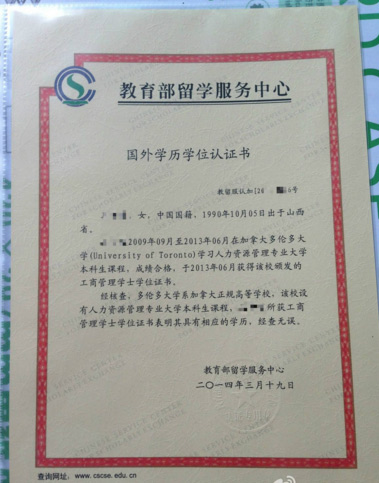 教育部留学服务中心
国外学历学位认证书
教留服认加[20 6号
,女,中国国籍,1990年10月05日出于山西
省。
2009年09月至2013年06月在加拿大多伦多大
学(University of Toronto)学习人力资源管理专业大学
本科生课程,成绩合格,于2013年06月获得该校颁发的
工商管理学士学位证书。
经核查,多伦多大学系加拿大正规高等学校,该校设
有人力资源管理专业大学本科生课程, 所获工商
管理学士学位证书表明其具有相应的学历。经查无误。
教育部留学服务中心
二〇一四年三月十九日
查询网址:www.cscse.edu.cn